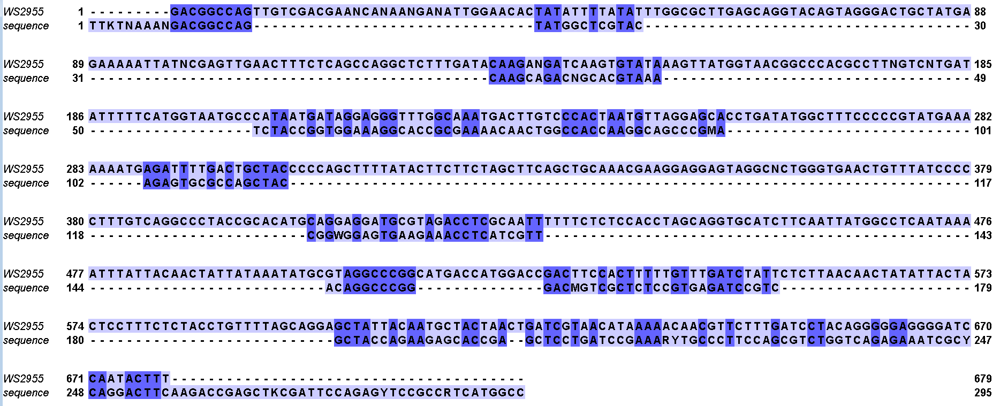 WS2955 1 ---------GACGGCCAGTTGTCGACGAANCANAANGANATTGGAACACTATATTTTATATTTGGCGCTTGAGCAGGTACAGTAGGGACTGCTATGA 88
sequence 1 TTKTNAAANGACGGCCAG-------------------------------TATGGCTCGTAC------------------------------------ 30
WS2955 89 GAAAAATTATNCGAGTTGAACTTTCTCAGCCAGGCTCTTTGATACAAGANGATCAAGTGTATAAAGTTATGGTAACGGCCCACGCCTTNGTCNTGAT 185
sequence 31 --------------------------------------------CAAGCAGACNGCACGTAAA---------------------------------- 49
WS2955 186 ATTTTTCATGGTAATGCCCATAATGATAGGAGGGTTTGGCAAATGACTTGTCCCACTAATGTTAGGAGCACCTGATATGGCTTTCCCCCGTATGAAA 282
sequence 50 ------------------TCTACCGGTGGAAAGGCACCGCGAAAACAACTGGCCACCAAGGCAGCCCGMA--------------------------- 101
WS2955 283 AAAATGAGATTTTGACTGCTACCCCCAGCTTTTATACTTCTTCTAGCTTCAGCTGCAAACGAAGGAGGAGTAGGCNCTGGGTGAACTGTTTATCCCC 379
sequence 102 ------AGAGTGCGCCAGCTAC--------------------------------------------------------------------------- 117
WS2955 380 CTTTGTCAGGCCCTACCGCACATGCAGGAGGATGCGTAGACCTCGCAATTTTTTCTCTCCACCTAGCAGGTGCATCTTCAATTATGGCCTCAATAAA 476
sequence 118 ------------------------CGGWGGAGTGAAGAAACCTCATCGTT----------------------------------------------- 143
WS2955 477 ATTTATTACAACTATTATAAATATGCGTAGGCCCGGCATGACCATGGACCGACTTCCACTTTTTGTTTGATCTATTCTCTTAACAACTATATTACTA 573
sequence 144 --------------------------ACAGGCCCGG--------------GACMGTCGCTCTCCGTGAGATCCGTC--------------------- 179
WS2955 574 CTCCTTTCTCTACCTGTTTTAGCAGGAGCTATTACAATGCTACTAACTGATCGTAACATAAAAACAACGTTCTTTGATCCTACAGGGGGAGGGGATC 670
sequence 180 ---------------------------GCTACCAGAAGAGCACCGA--GCTCCTGATCCGAAARYTGCCCTTCCAGCGTCTGGTCAGAGAAATCGCY 247
WS2955 671 CAATACTTT--------------------------------------- 679
sequence 248 CAGGACTTCAAGACCGAGCTKCGATTCCAGAGYTCCGCCRTCATGGCC 295